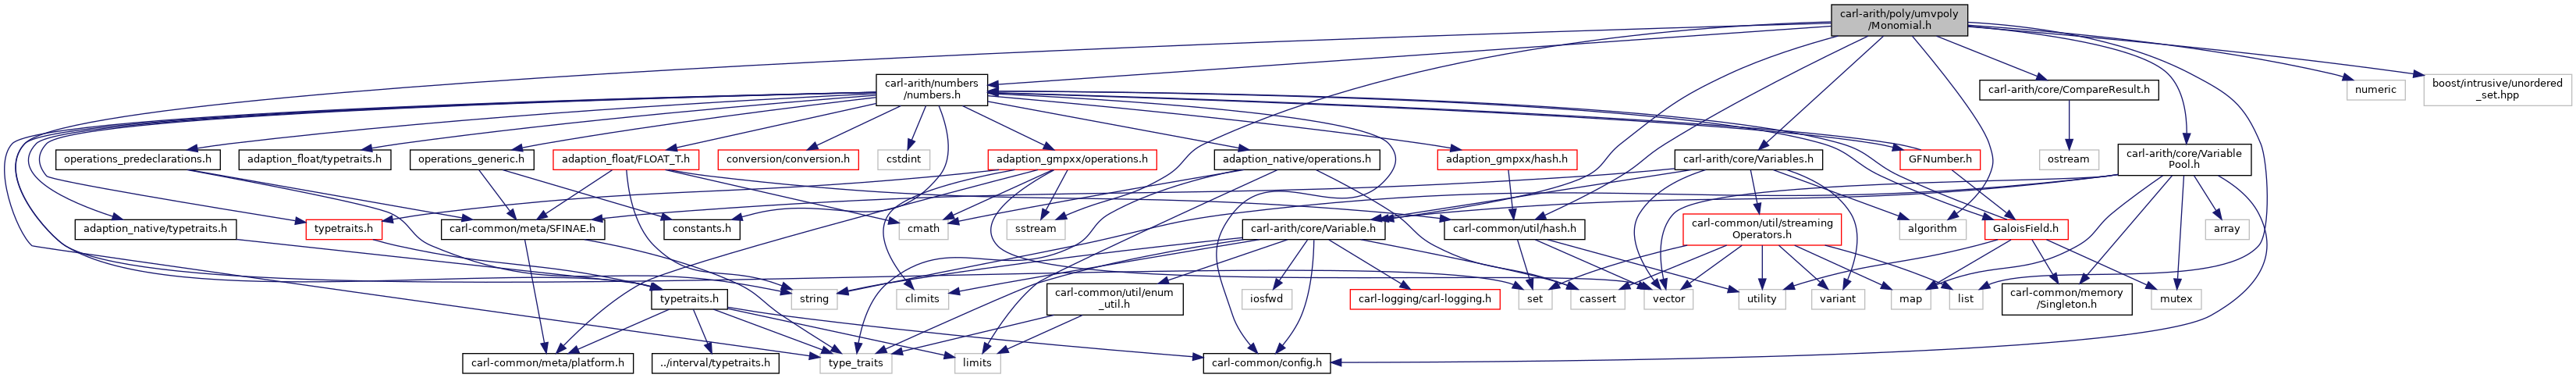 carl-arith/poly/umvpoly
/Monomial.h
carl-arith/numbers
/numbers.h
carl-arith/core/CompareResult.h
numeric
boost/intrusive/unordered
_set.hpp
operations_predeclarations.h
adaption_float/typetraits.h
operations_generic.h
adaption_float/FLOAT_T.h
conversion/conversion.h
cstdint
adaption_gmpxx/operations.h
adaption_native/operations.h
adaption_gmpxx/hash.h
carl-arith/core/Variables.h
GFNumber.h
ostream
carl-arith/core/Variable
Pool.h
adaption_native/typetraits.h
typetraits.h
carl-common/meta/SFINAE.h
constants.h
cmath
sstream
carl-arith/core/Variable.h
carl-common/util/hash.h
carl-common/util/streaming
Operators.h
algorithm
GaloisField.h
array
typetraits.h
string
climits
carl-common/util/enum
_util.h
iosfwd
carl-logging/carl-logging.h
set
cassert
vector
utility
variant
map
list
carl-common/memory
/Singleton.h
mutex
carl-common/meta/platform.h
../interval/typetraits.h
type_traits
limits
carl-common/config.h